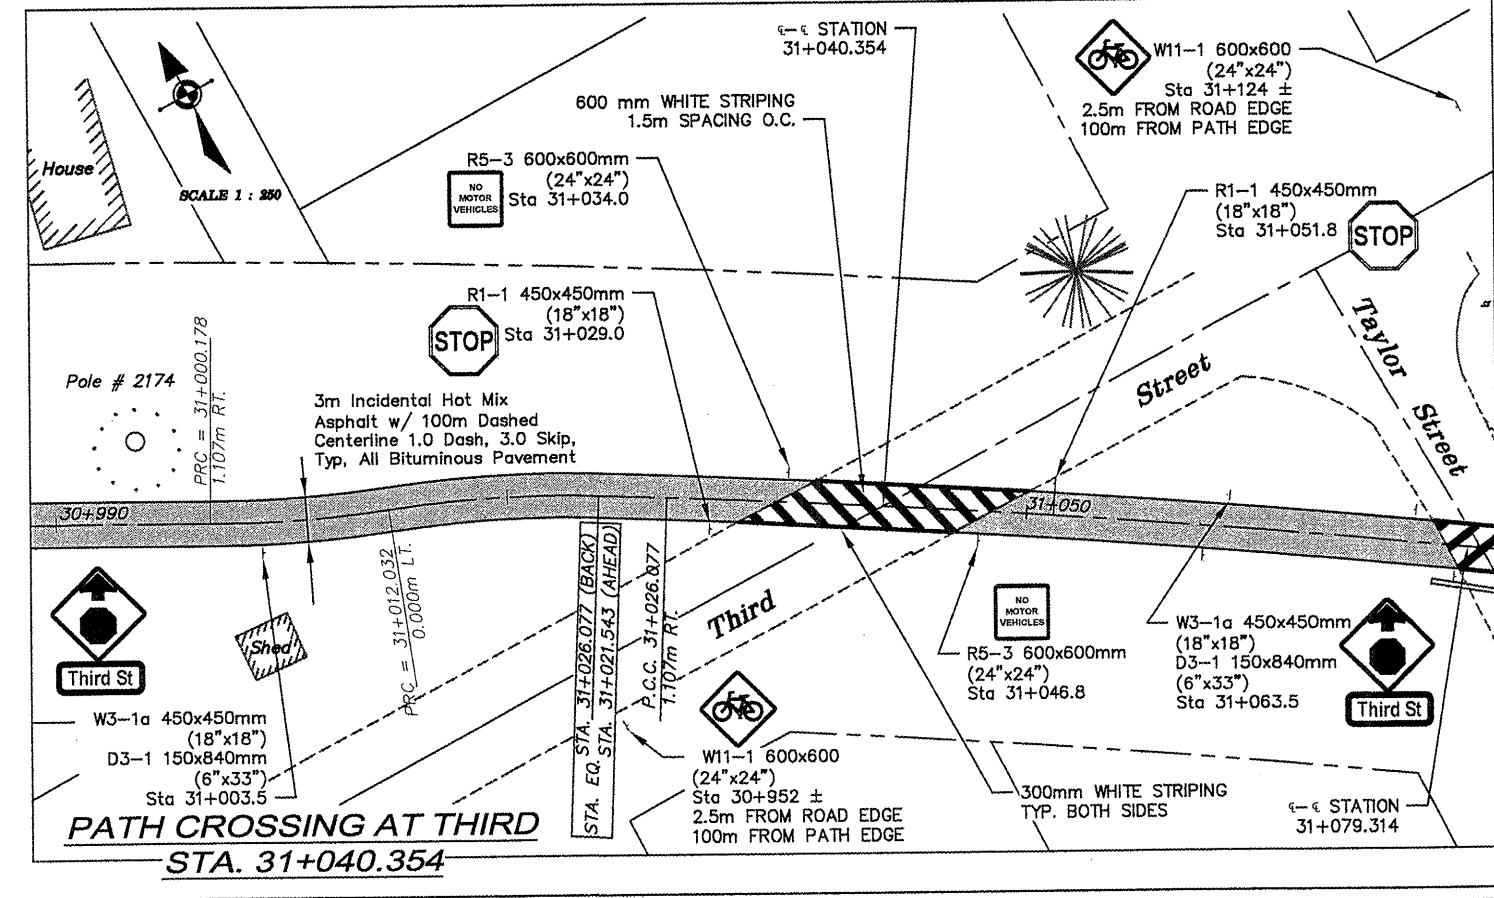 ℄-℄ STATION
31+040.354
W11-1 600x600
(24"x24")
Sta 31+124 ±
2.5m FROM ROAD EDGE
100m FROM PATH EDGE
600 mm WHITE STRIPING
1.5m SPACING O.C.
House
SCALE 1 : 250
R5-3 600x600mm
(24"x24")
Sta 31+034.0
NO
MOTOR
VEHICLES
R1-1 450x450mm
(18"x18")
Sta 31+051.8
STOP
R1-1 450x450mm
(18"x18")
Sta 31+029.0
STOP
Pole # 2174
PRC = 31+000.178
1.107m RT.
3m Incidental Hot Mix
Asphalt w/ 100m Dashed
Centerline 1.0 Dash, 3.0 Skip,
Typ, All Bituminous Pavement
Taylor Street
Third Street
30+990
31+050
PRC = 31+012.032
0.000m LT.
STA. EQ. STA. 31+026.077 (BACK)
STA. 31+021.543 (AHEAD)
P.C.C. 31+026.077
1.107m RT.
Shed
Third St
W3-1a 450x450mm
(18"x18")
D3-1 150x840mm
(6"x33")
Sta 31+003.5
W11-1 600x600
(24"x24")
Sta 30+952 ±
2.5m FROM ROAD EDGE
100m FROM PATH EDGE
NO
MOTOR
VEHICLES
R5-3 600x600mm
(24"x24")
Sta 31+046.8
W3-1a 450x450mm
(18"x18")
D3-1 150x840mm
(6"x33")
Sta 31+063.5
Third St
300mm WHITE STRIPING
TYP. BOTH SIDES
℄-℄ STATION
31+079.314
PATH CROSSING AT THIRD
STA. 31+040.354